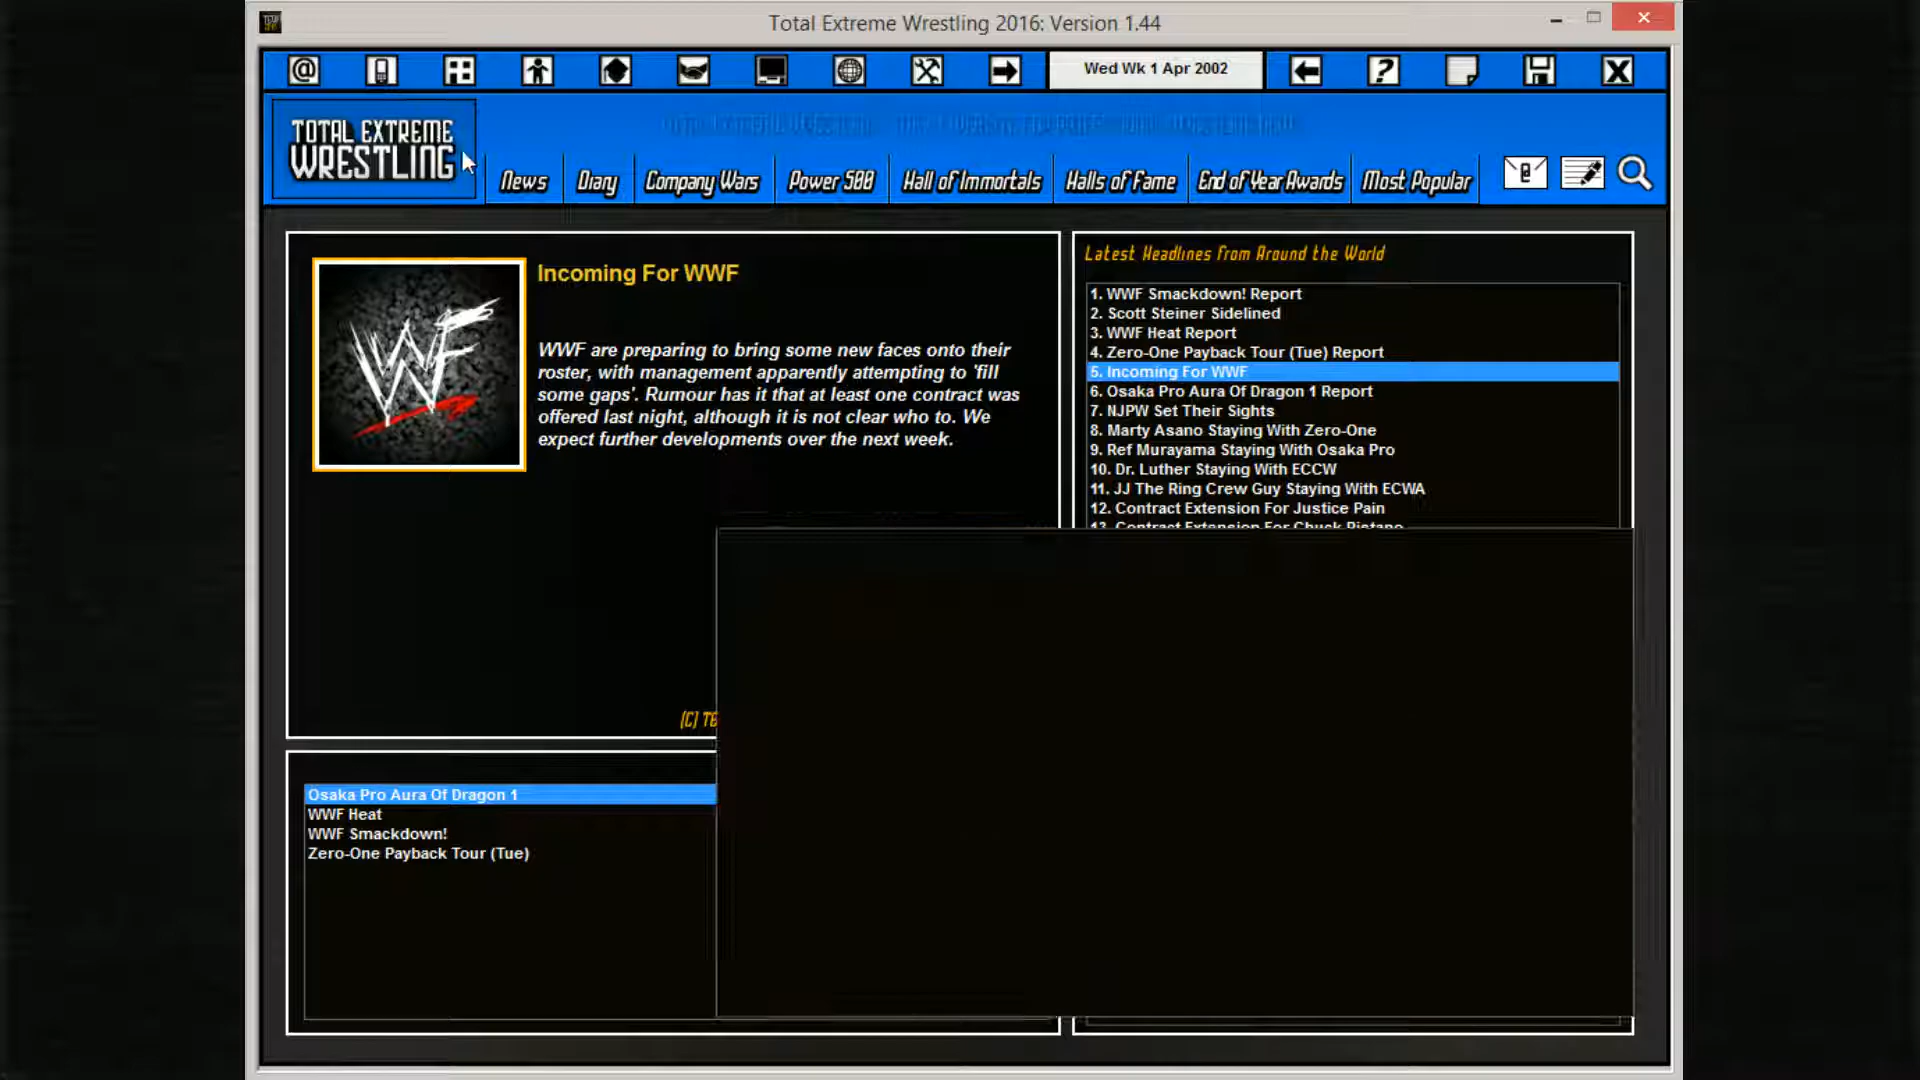 Total Extreme Wrestling 2016: Version 1.44
Wed Wk 1 Apr 2002
TOTAL EXTREME
WRESTLING
News
Diary
Company Wars
Power 500
Hall of Immortals
Halls of Fame
End of Year Awards
Most Popular
WF
Incoming For WWF
WWF are preparing to bring some new faces onto their
roster, with management apparently attempting to 'fill
some gaps'. Rumour has it that at least one contract was
offered last night, although it is not clear who to. We
expect further developments over the next week.
(C) TE
Latest Headlines From Around the World
1. WWF Smackdown! Report
2. Scott Steiner Sidelined
3. WWF Heat Report
4. Zero-One Payback Tour (Tue) Report
5. Incoming For WWF
6. Osaka Pro Aura Of Dragon 1 Report
7. NJPW Set Their Sights
8. Marty Asano Staying With Zero-One
9. Ref Murayama Staying With Osaka Pro
10. Dr. Luther Staying With ECCW
11. JJ The Ring Crew Guy Staying With ECWA
12. Contract Extension For Justice Pain
13. Contract Extension For Chuck
Osaka Pro Aura Of Dragon 1
WWF Heat
WWF Smackdown!
Zero-One Payback Tour (Tue)